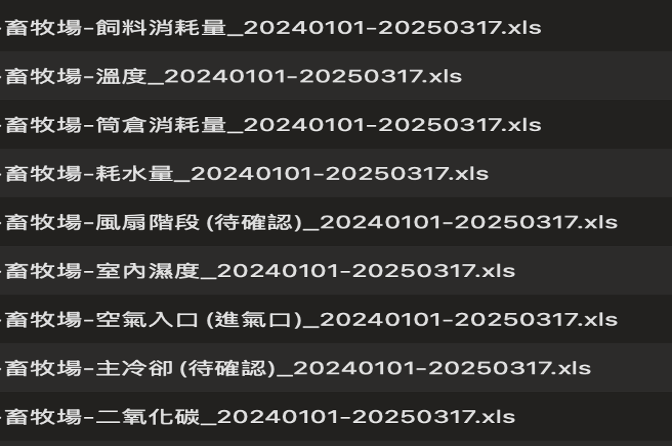 畜牧場-飼料消耗量_20240101-20250317.xls
畜牧場-溫度_20240101-20250317.xls
畜牧場-筒倉消耗量_20240101-20250317.xls
畜牧場-耗水量_20240101-20250317.xls
畜牧場-風扇階段 (待確認)_20240101-20250317.xls
畜牧場-室內濕度_20240101-20250317.xls
畜牧場-空氣入口 (進氣口)_20240101-20250317.xls
畜牧場-主冷卻 (待確認)_20240101-20250317.xls
畜牧場-二氧化碳_20240101-20250317.xls